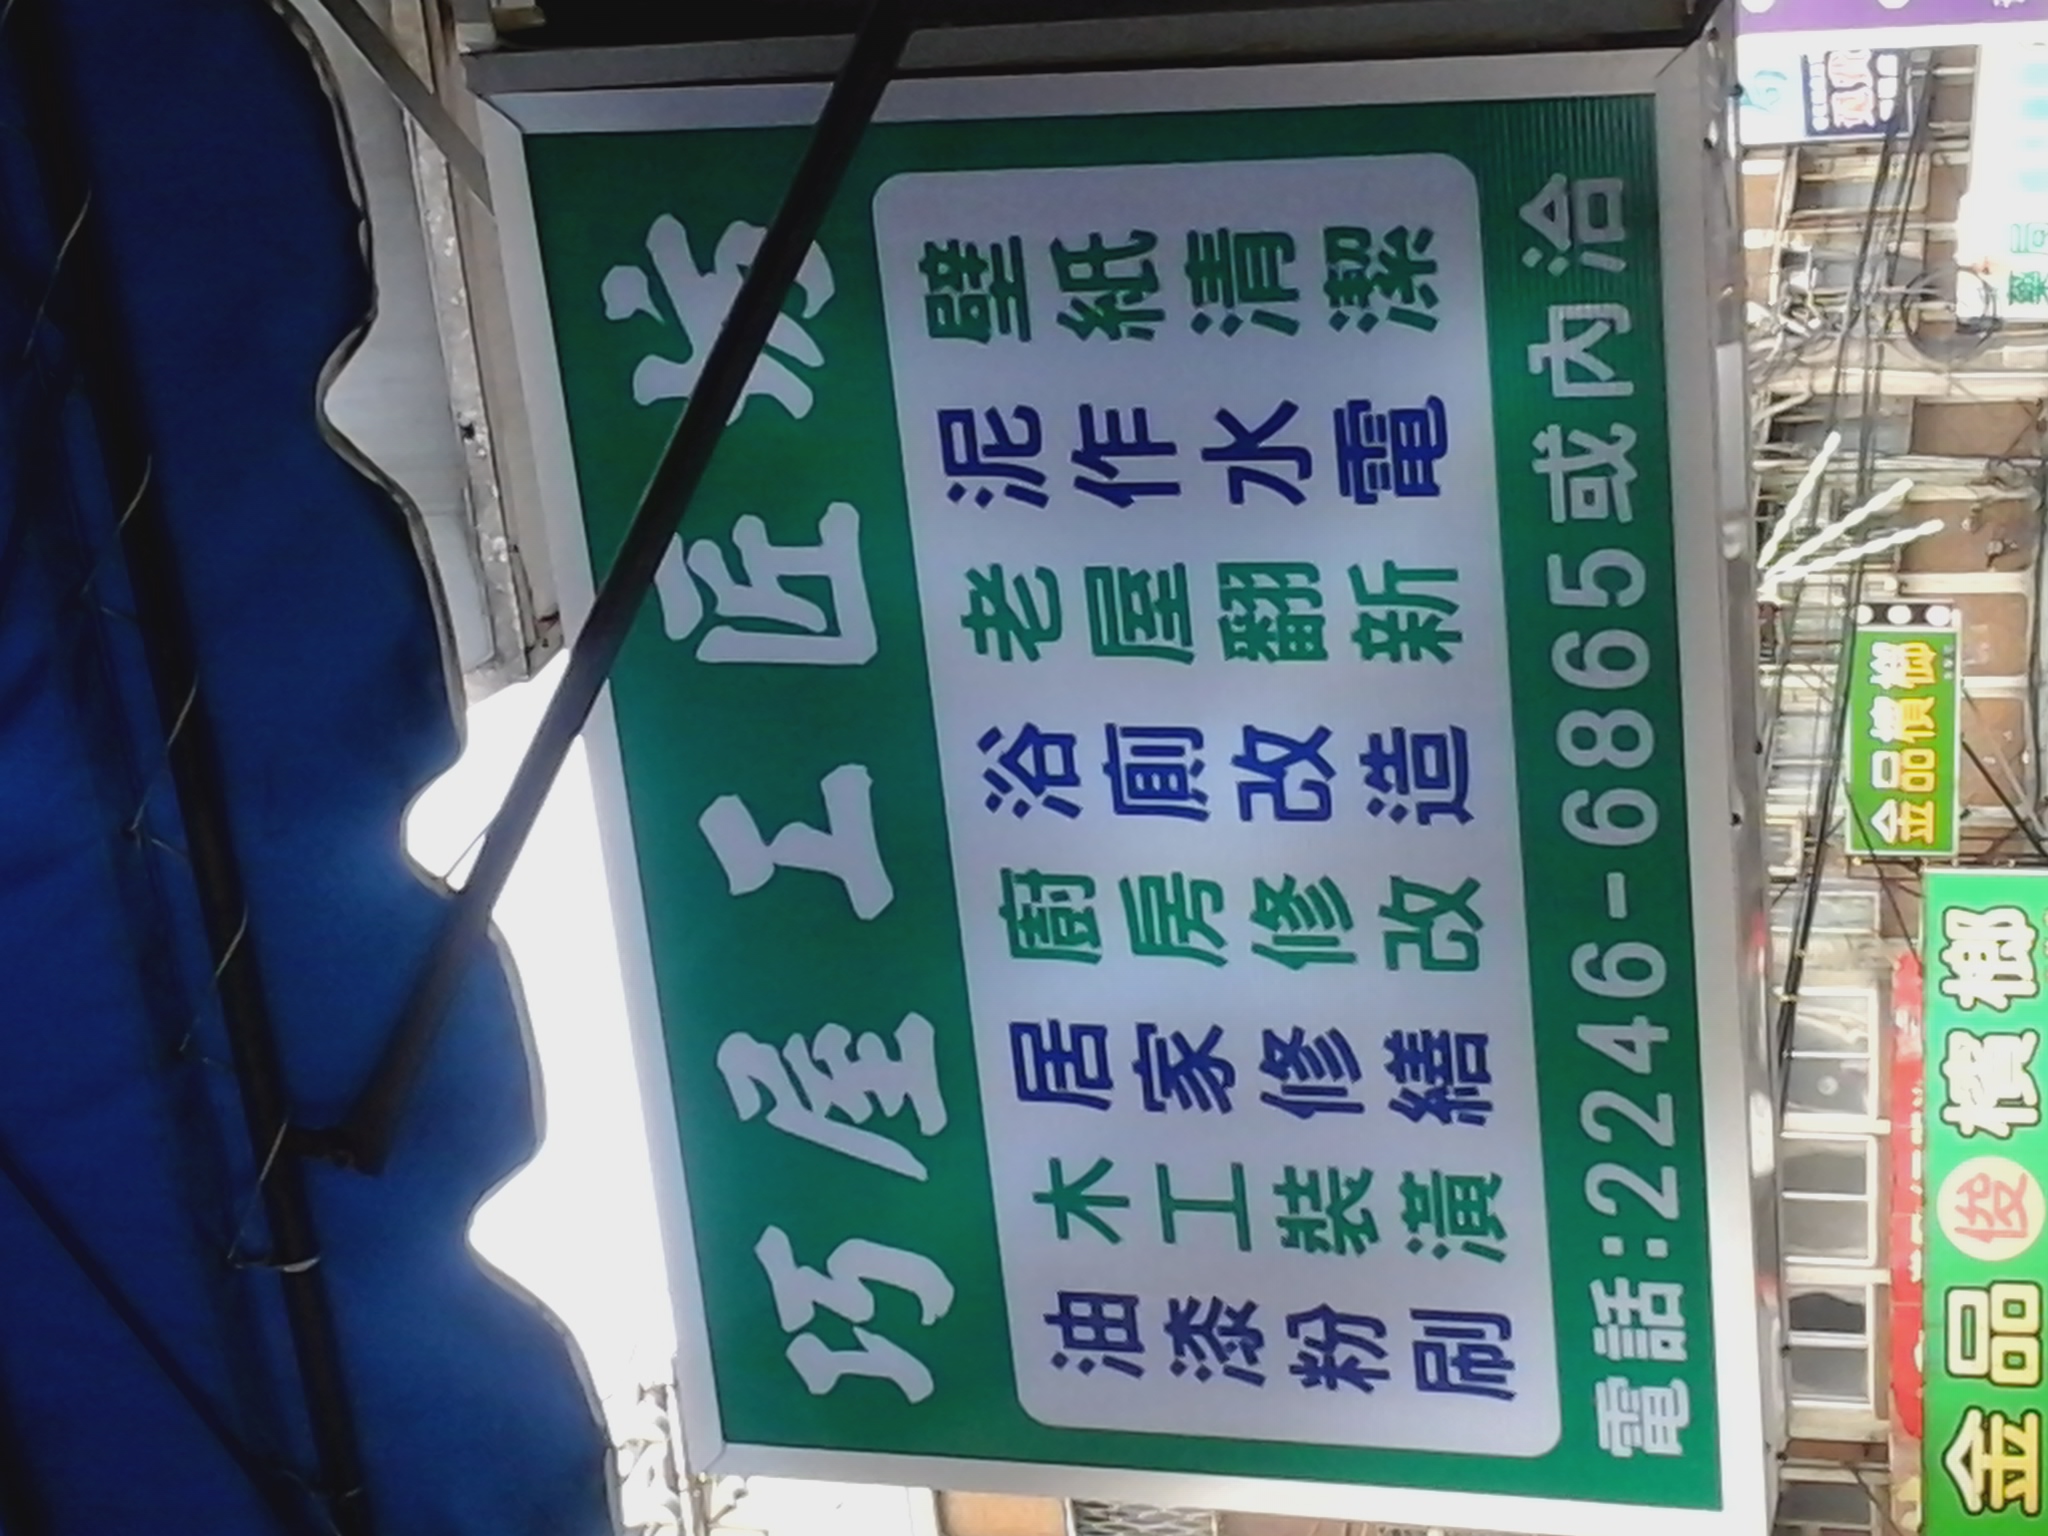 巧屋工匠坊
油漆粉刷
木工裝潢
居家修繕
廚房修改
浴廁改造
老屋翻新
泥作水電
壁紙清潔
電話:2246-6865或內洽
金品檳榔
金品俊檳榔